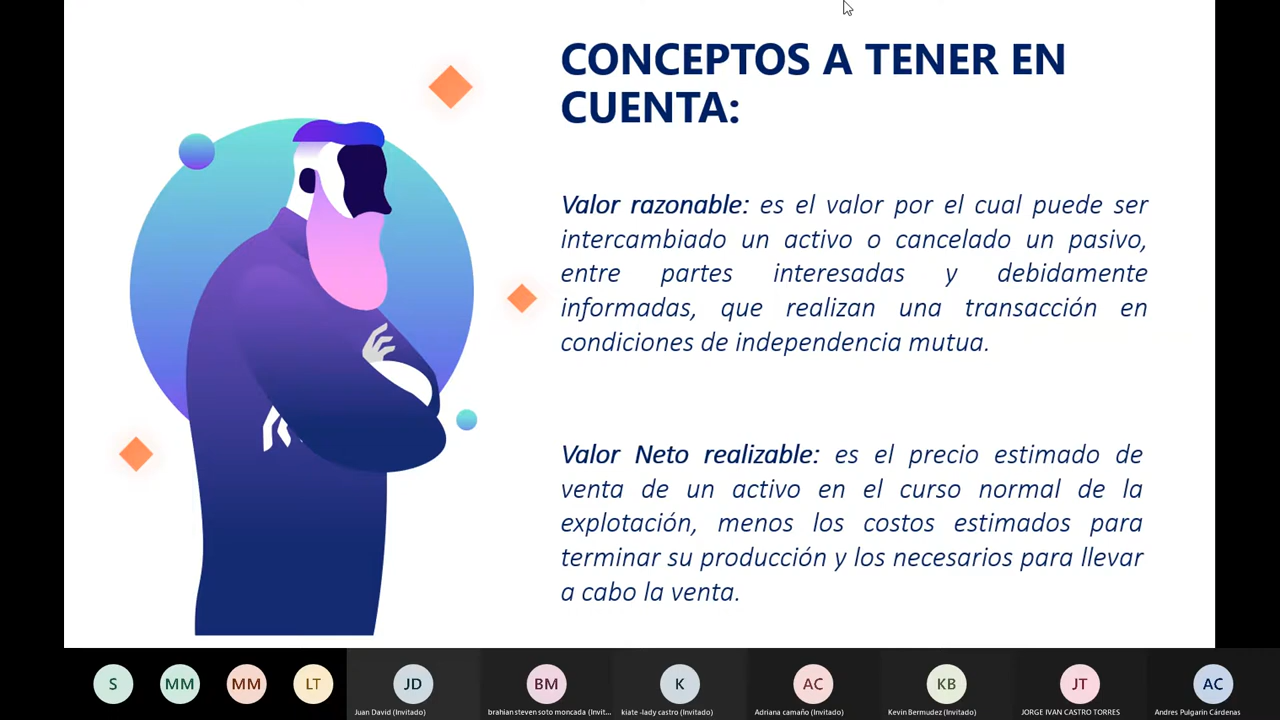 CONCEPTOS A TENER EN
CUENTA:
Valor razonable: es el valor por el cual puede ser
intercambiado un activo o cancelado un pasivo,
entre partes interesadas y debidamente
informadas, que realizan una transacción en
condiciones de independencia mutua.
Valor Neto realizable: es el precio estimado de
venta de un activo en el curso normal de la
explotación, menos los costos estimados para
terminar su producción y los necesarios para llevar
a cabo la venta.
S
MM
MM
LT
JD
BM
K
AC
KB
JT
AC
Juan David (Invitado)
brahian steven soto moncada (Invit...
kiate -lady castro (Invitado)
Adriana camaño (Invitado)
Kevin Bermudez (Invitado)
JORGE IVAN CASTRO TORRES
Andres Pulgarin Cárdenas